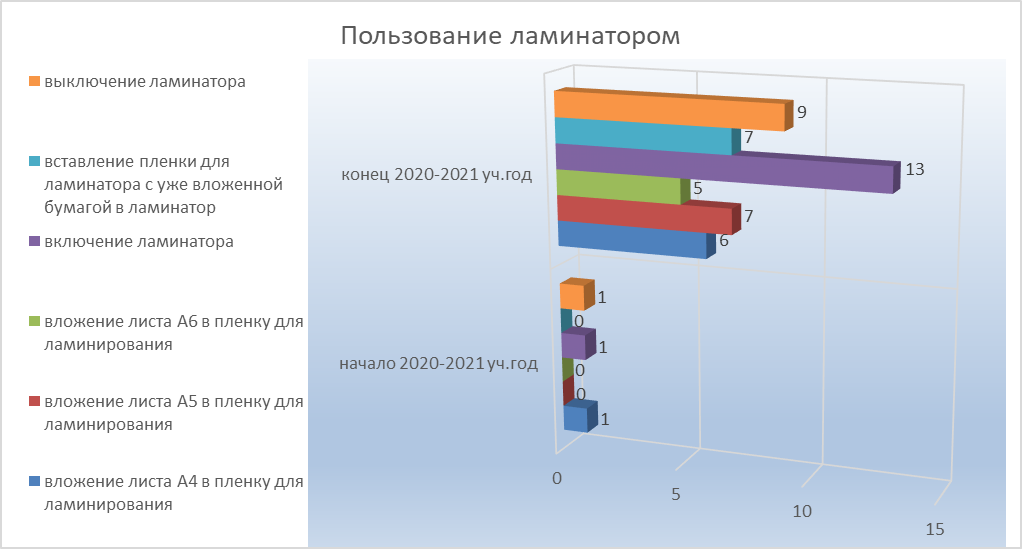 Пользование ламинатором
выключение ламинатора
вставление пленки для
ламинатора с уже вложенной
бумагой в ламинатор
включение ламинатора
вложение листа А6 в пленку для
ламинирования
вложение листа А5 в пленку для
ламинирования
вложение листа А4 в пленку для
ламинирования
конец 2020-2021 уч.год
9
7
13
5
7
6
начало 2020-2021 уч.год
1
0
1
0
0
1
0
5
10
15